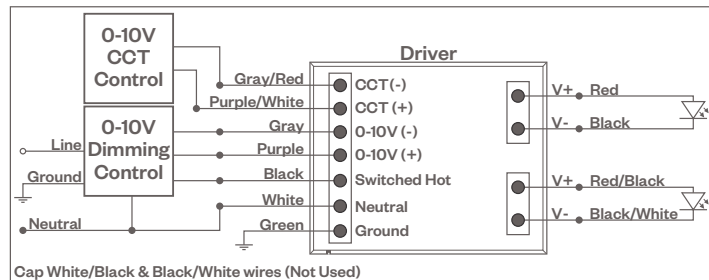 0-10V
CCT
Control
0-10V
Dimming
Control
Line
Ground
Neutral
Gray/Red
Purple/White
Gray
Purple
Black
White
Green
Driver
CCT (-)
CCT (+)
0-10V (-)
0-10V (+)
Switched Hot
Neutral
Ground
V+ Red
V- Black
V+ Red/Black
V- Black/White
Cap White/Black & Black/White wires (Not Used)